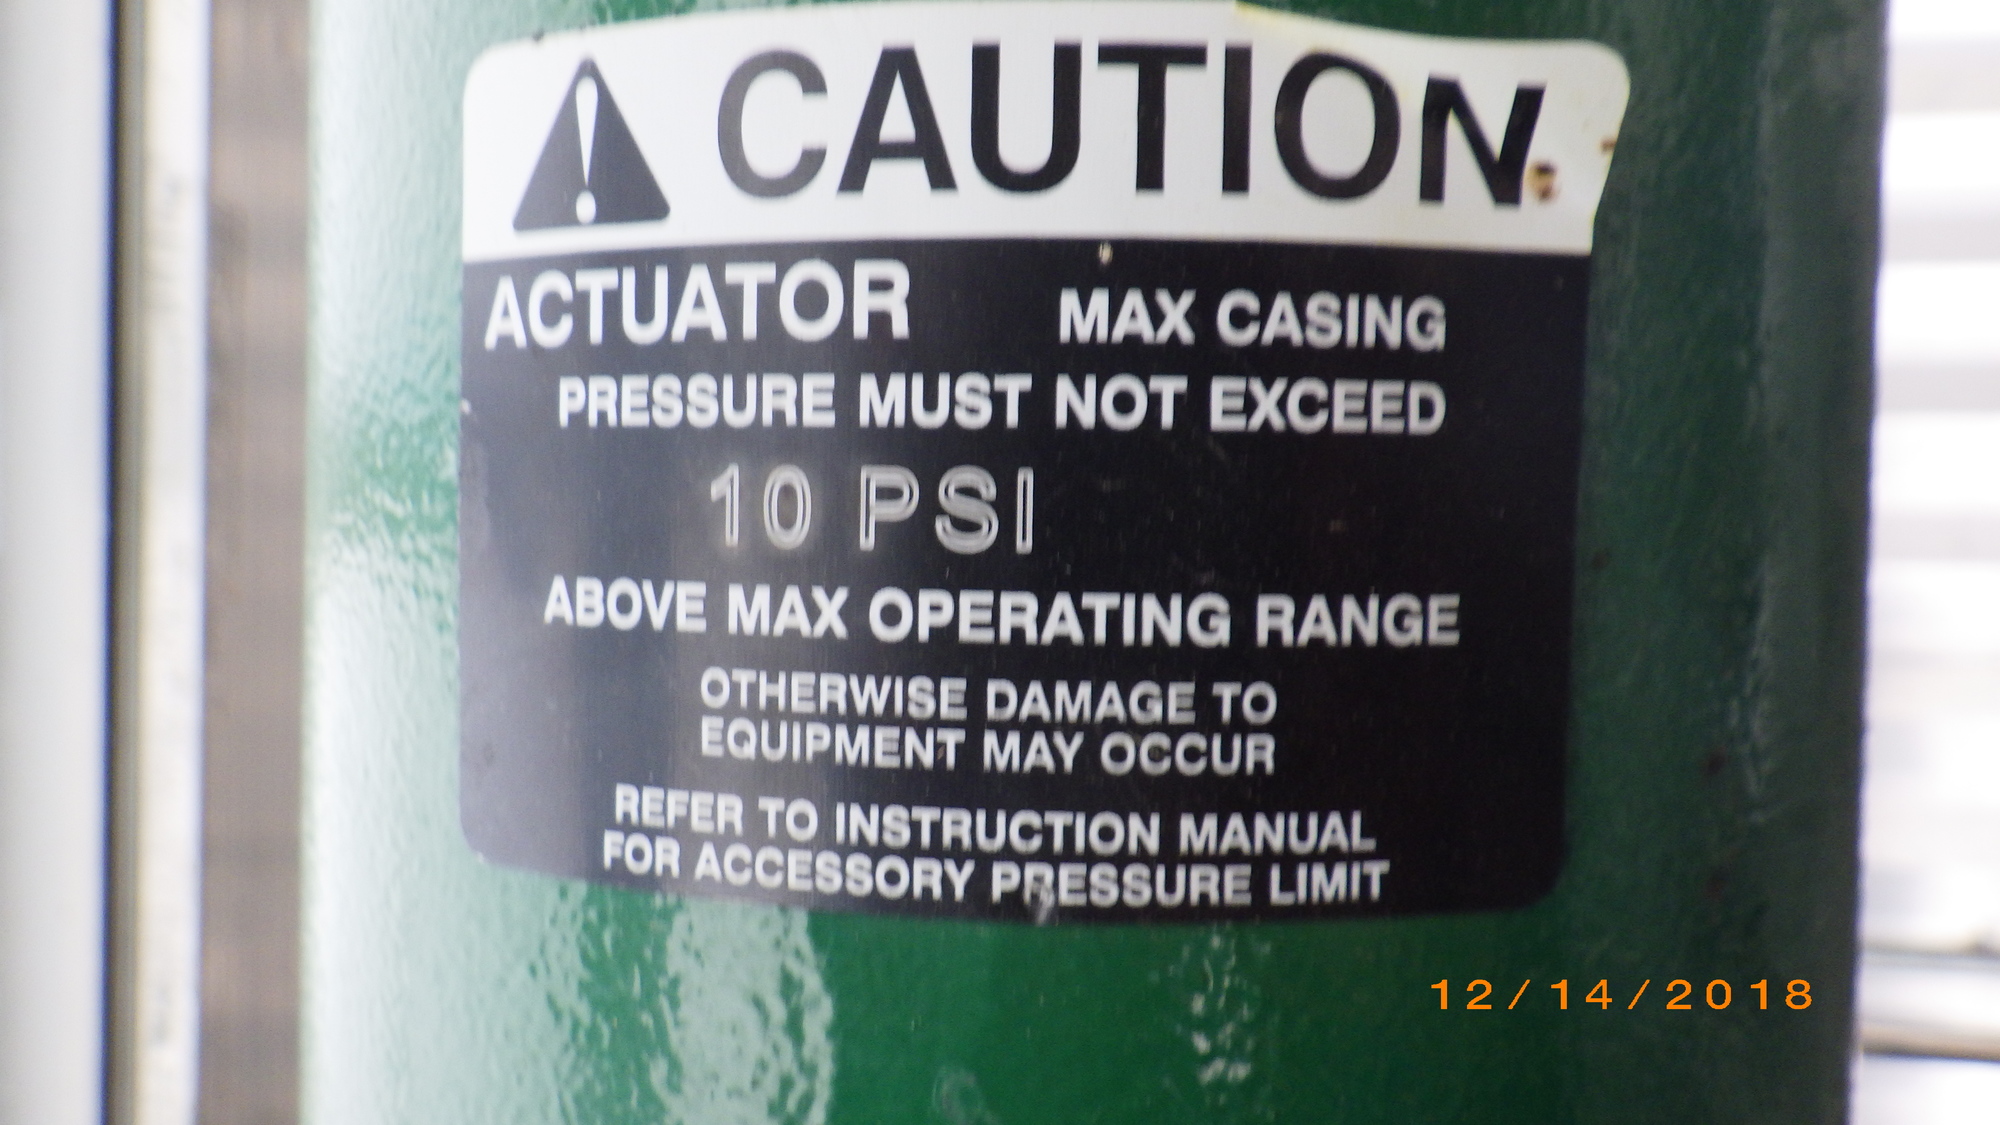 CAUTION
ACTUATOR MAX CASING
PRESSURE MUST NOT EXCEED
10 PSI
ABOVE MAX OPERATING RANGE
OTHERWISE DAMAGE TO
EQUIPMENT MAY OCCUR
REFER TO INSTRUCTION MANUAL
FOR ACCESSORY PRESSURE LIMIT
12/14/2018